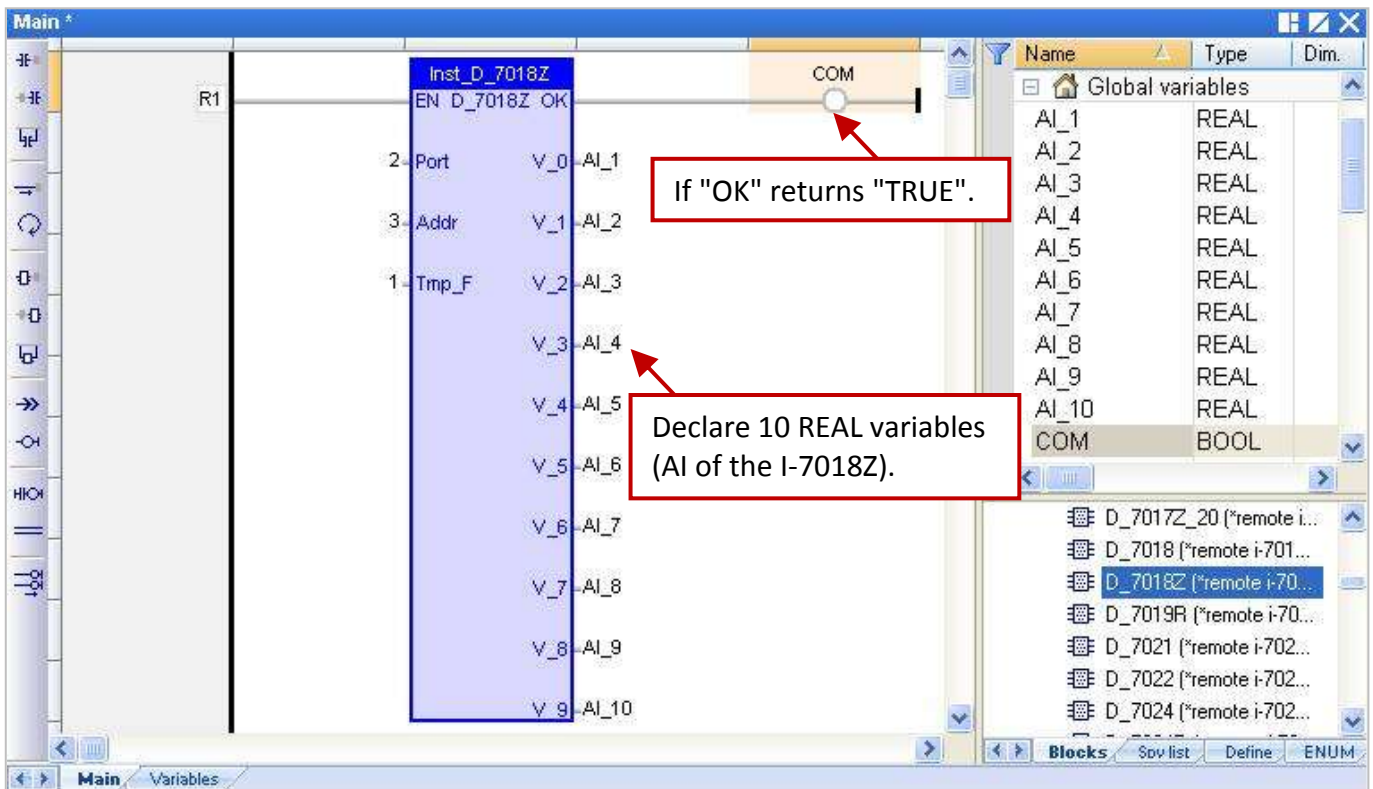 Main *
Inst_D_7018Z
EN D_7018Z OK
R1
COM
2 Port V_0 AI_1
3 Addr V_1 AI_2
1 Tmp_F V_2 AI_3
V_3 AI_4
V_4 AI_5
V_5 AI_6
V_6 AI_7
V_7 AI_8
V_8 AI_9
V_9 AI_10
If "OK" returns "TRUE".
Declare 10 REAL variables
(AI of the I-7018Z).
Name Type Dim.
Global variables
AI_1 REAL
AI_2 REAL
AI_3 REAL
AI_4 REAL
AI_5 REAL
AI_6 REAL
AI_7 REAL
AI_8 REAL
AI_9 REAL
AI_10 REAL
COM BOOL
D_7017Z_20 (*remote i...
D_7018 (*remote i-701...
D_7018Z (*remote i-70...
D_7019R (*remote i-70...
D_7021 (*remote i-702...
D_7022 (*remote i-702...
D_7024 (*remote i-702...
Blocks Spy list Define ENUM
Main Variables